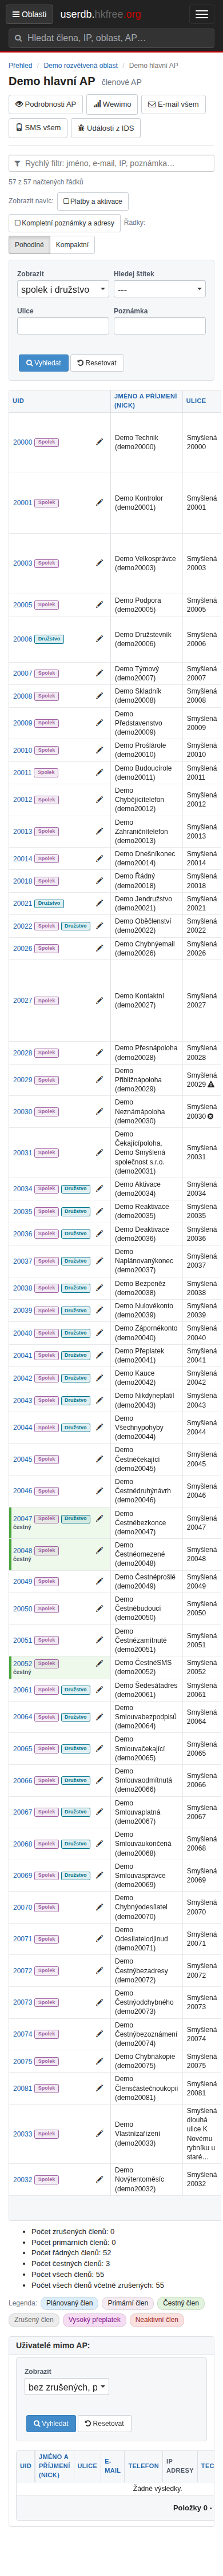 Oblasti userdb.hkfree.org
Hledat člena, IP, oblast, AP…
Přehled / Demo rozvětvená oblast / Demo hlavní AP
Demo hlavní AP členové AP
Podrobnosti AP Wewimo E-mail všem
SMS všem Události z IDS
Rychlý filtr: jméno, e-mail, IP, poznámka…
57 z 57 načtených řádků
Zobrazit navíc: Platby a aktivace
Kompletní poznámky a adresy Řádky:
Pohodlné Kompaktní
Zobrazit Hledej štítek
spolek i družstvo ---
Ulice Poznámka
Vyhledat Resetovat
UID JMÉNO A PŘÍJMENÍ (NICK) ULICE
20000 Spolek Demo Technik (demo20000) Smyšlená 20000
20001 Spolek Demo Kontrolor (demo20001) Smyšlená 20001
20003 Spolek Demo Velkosprávce (demo20003) Smyšlená 20003
20005 Spolek Demo Podpora (demo20005) Smyšlená 20005
20006 Družstvo Demo Družstevník (demo20006) Smyšlená 20006
20007 Spolek Demo Týmový (demo20007) Smyšlená 20007
20008 Spolek Demo Skladník (demo20008) Smyšlená 20008
20009 Spolek Demo Představenstvo (demo20009) Smyšlená 20009
20010 Spolek Demo Prošlárole (demo20010) Smyšlená 20010
20011 Spolek Demo Budoucírole (demo20011) Smyšlená 20011
20012 Spolek Demo Chybějícítelefon (demo20012) Smyšlená 20012
20013 Spolek Demo Zahraničnítelefon (demo20013) Smyšlená 20013
20014 Spolek Demo Dnešníkonec (demo20014) Smyšlená 20014
20018 Spolek Demo Řádný (demo20018) Smyšlená 20018
20021 Družstvo Demo Jendružstvo (demo20021) Smyšlená 20021
20022 Spolek Družstvo Demo Oběčlenství (demo20022) Smyšlená 20022
20026 Spolek Demo Chybnýemail (demo20026) Smyšlená 20026
20027 Spolek Demo Kontaktní (demo20027) Smyšlená 20027
20028 Spolek Demo Přesnápoloha (demo20028) Smyšlená 20028
20029 Spolek Demo Přibližnápoloha (demo20029) Smyšlená 20029
20030 Spolek Demo Neznámápoloha (demo20030) Smyšlená 20030
20031 Spolek Demo Čekajícípoloha, Demo Smyšlená společnost s.r.o. (demo20031) Smyšlená 20031
20034 Spolek Družstvo Demo Aktivace (demo20034) Smyšlená 20034
20035 Spolek Družstvo Demo Reaktivace (demo20035) Smyšlená 20035
20036 Spolek Družstvo Demo Deaktivace (demo20036) Smyšlená 20036
20037 Spolek Družstvo Demo Naplánovanýkonec (demo20037) Smyšlená 20037
20038 Spolek Družstvo Demo Bezpeněz (demo20038) Smyšlená 20038
20039 Spolek Družstvo Demo Nulovékonto (demo20039) Smyšlená 20039
20040 Spolek Družstvo Demo Zápornékonto (demo20040) Smyšlená 20040
20041 Spolek Družstvo Demo Přeplatek (demo20041) Smyšlená 20041
20042 Spolek Družstvo Demo Kauce (demo20042) Smyšlená 20042
20043 Spolek Družstvo Demo Nikdyneplatil (demo20043) Smyšlená 20043
20044 Spolek Družstvo Demo Všechnypohyby (demo20044) Smyšlená 20044
20045 Spolek Demo Čestnéčekající (demo20045) Smyšlená 20045
20046 Spolek Demo Čestnédruhýnávrh (demo20046) Smyšlená 20046
20047 Spolek Družstvo čestný Demo Čestnébezkonce (demo20047) Smyšlená 20047
20048 Spolek čestný Demo Čestnéomezené (demo20048) Smyšlená 20048
20049 Spolek Demo Čestnéprošlé (demo20049) Smyšlená 20049
20050 Spolek Demo Čestnébudoucí (demo20050) Smyšlená 20050
20051 Spolek Demo Čestnézamítnuté (demo20051) Smyšlená 20051
20052 Spolek čestný Demo ČestnéSMS (demo20052) Smyšlená 20052
20061 Spolek Družstvo Demo Šedesátadres (demo20061) Smyšlená 20061
20064 Spolek Družstvo Demo Smlouvabezpodpisů (demo20064) Smyšlená 20064
20065 Spolek Družstvo Demo Smlouvačekající (demo20065) Smyšlená 20065
20066 Spolek Družstvo Demo Smlouvaodmítnutá (demo20066) Smyšlená 20066
20067 Spolek Družstvo Demo Smlouvaplatná (demo20067) Smyšlená 20067
20068 Spolek Družstvo Demo Smlouvaukončená (demo20068) Smyšlená 20068
20069 Spolek Družstvo Demo Smlouvasprávce (demo20069) Smyšlená 20069
20070 Spolek Demo Chybnýodesílatel (demo20070) Smyšlená 20070
20071 Spolek Demo Odesílatelodjinud (demo20071) Smyšlená 20071
20072 Spolek Demo Čestnýbezadresy (demo20072) Smyšlená 20072
20073 Spolek Demo Čestnýodchybného (demo20073) Smyšlená 20073
20074 Spolek Demo Čestnýbezoznámení (demo20074) Smyšlená 20074
20075 Spolek Demo Chybnákopie (demo20075) Smyšlená 20075
20081 Spolek Demo Člensčástečnoukopií (demo20081) Smyšlená 20081
20033 Spolek Demo Vlastnízařízení (demo20033) Smyšlená dlouhá ulice K Novému rybníku u staré…
20032 Spolek Demo Novýtentoměsíc (demo20032) Smyšlená 20032
Počet zrušených členů: 0
Počet primárních členů: 0
Počet řádných členů: 52
Počet čestných členů: 3
Počet všech členů: 55
Počet všech členů včetně zrušených: 55
Legenda: Plánovaný člen Primární člen Čestný člen
Zrušený člen Vysoký přeplatek Neaktivní člen
Uživatelé mimo AP:
Zobrazit
bez zrušených, p
Vyhledat Resetovat
UID JMÉNO A PŘÍJMENÍ (NICK) ULICE E-MAIL TELEFON IP ADRESY TEC
Žádné výsledky.
Položky 0 -